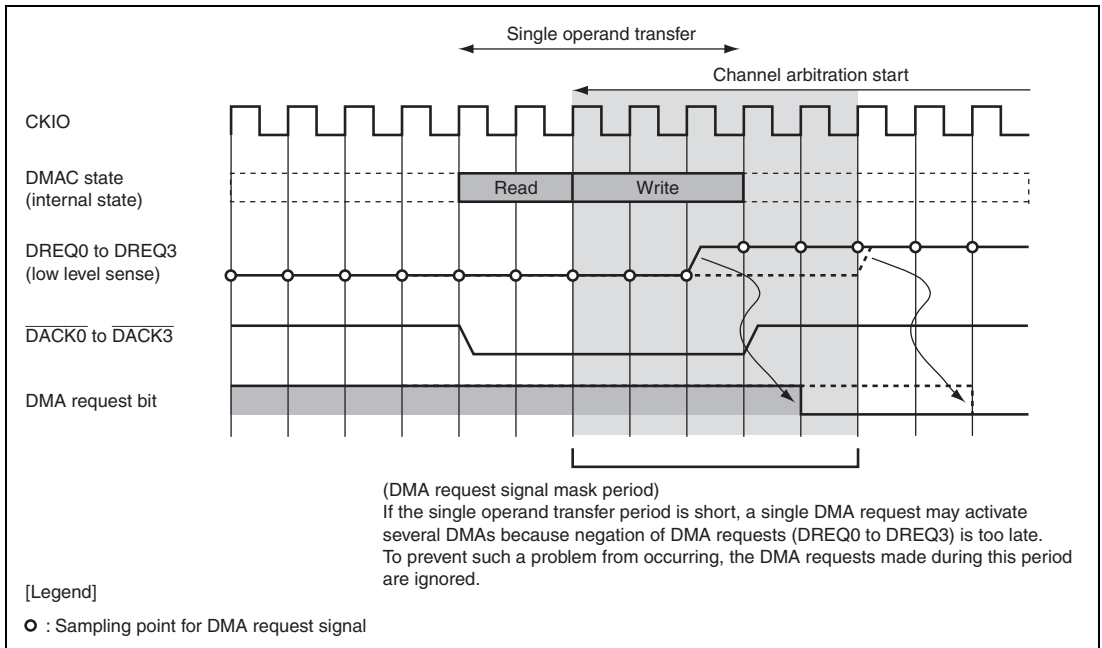 Single operand transfer
Channel arbitration start
CKIO
DMAC state
(internal state)
Read
Write
DREQ0 to DREQ3
(low level sense)
DACK0 to DACK3
DMA request bit
(DMA request signal mask period)
If the single operand transfer period is short, a single DMA request may activate
several DMAs because negation of DMA requests (DREQ0 to DREQ3) is too late.
To prevent such a problem from occurring, the DMA requests made during this period
are ignored.
[Legend]
: Sampling point for DMA request signal